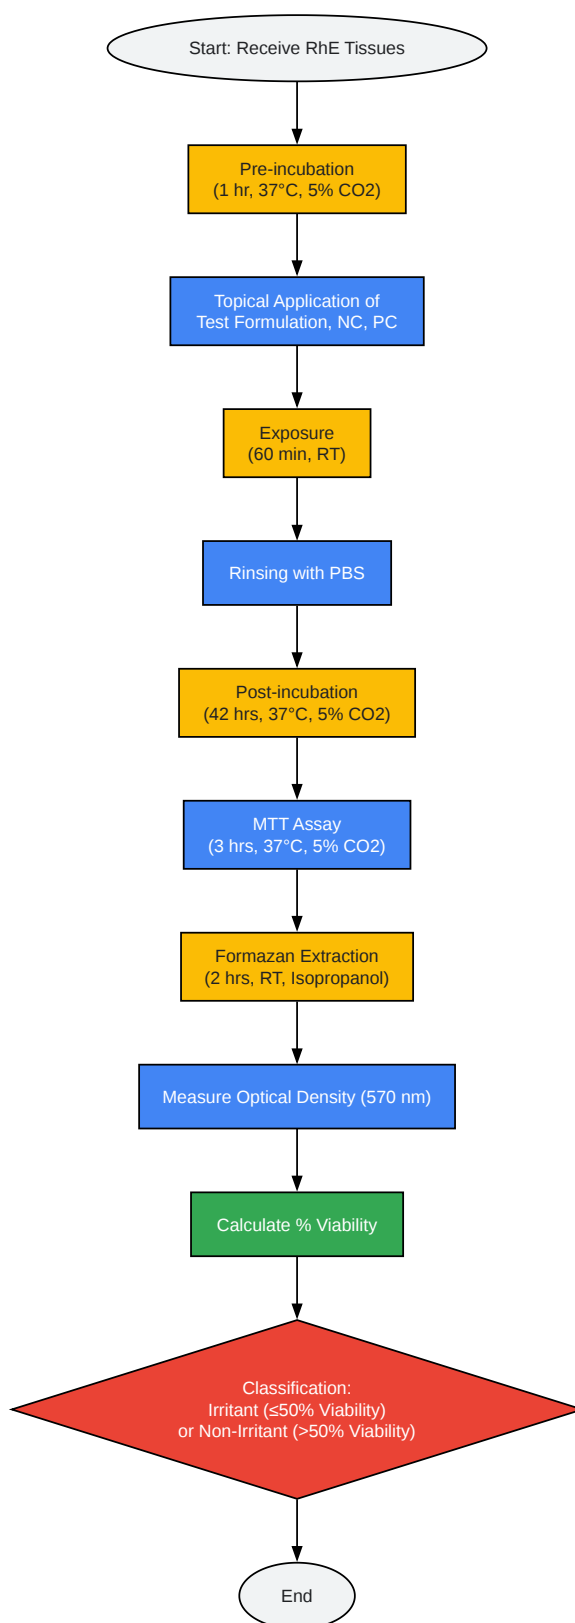 Start: Receive RhE Tissues
Pre-incubation
(1 hr, 37°C, 5% CO2)
Topical Application of
Test Formulation, NC, PC
Exposure
(60 min, RT)
Rinsing with PBS
Post-incubation
(42 hrs, 37°C, 5% CO2)
MTT Assay
(3 hrs, 37°C, 5% CO2)
Formazan Extraction
(2 hrs, RT, Isopropanol)
Measure Optical Density (570 nm)
Calculate % Viability
Classification:
Irritant (≤50% Viability)
or Non-Irritant (>50% Viability)
End